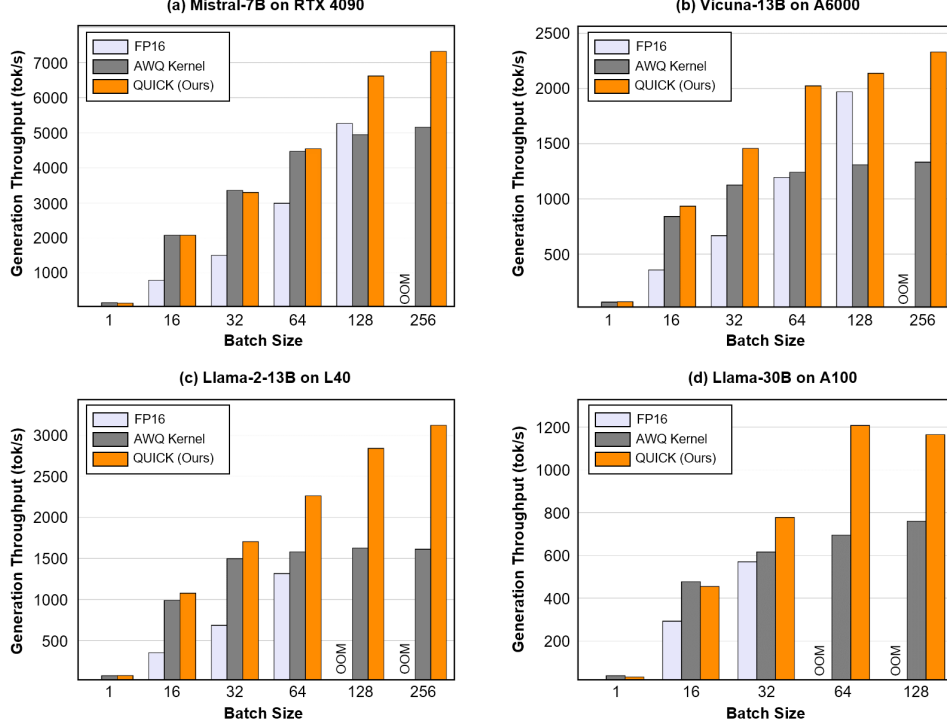 (a) Mistral-7B on RTX 4090
Generation Throughput (tok/s)
7000
6000
5000
4000
3000
2000
1000
FP16
AWQ Kernel
QUICK (Ours)
OOM
1 16 32 64 128 256
Batch Size
(b) Vicuna-13B on A6000
Generation Throughput (tok/s)
2500
2000
1500
1000
500
FP16
AWQ Kernel
QUICK (Ours)
OOM
1 16 32 64 128 256
Batch Size
(c) Llama-2-13B on L40
Generation Throughput (tok/s)
3000
2500
2000
1500
1000
500
FP16
AWQ Kernel
QUICK (Ours)
OOM OOM
1 16 32 64 128 256
Batch Size
(d) Llama-30B on A100
Generation Throughput (tok/s)
1200
1000
800
600
400
200
FP16
AWQ Kernel
QUICK (Ours)
OOM OOM
1 16 32 64 128
Batch Size